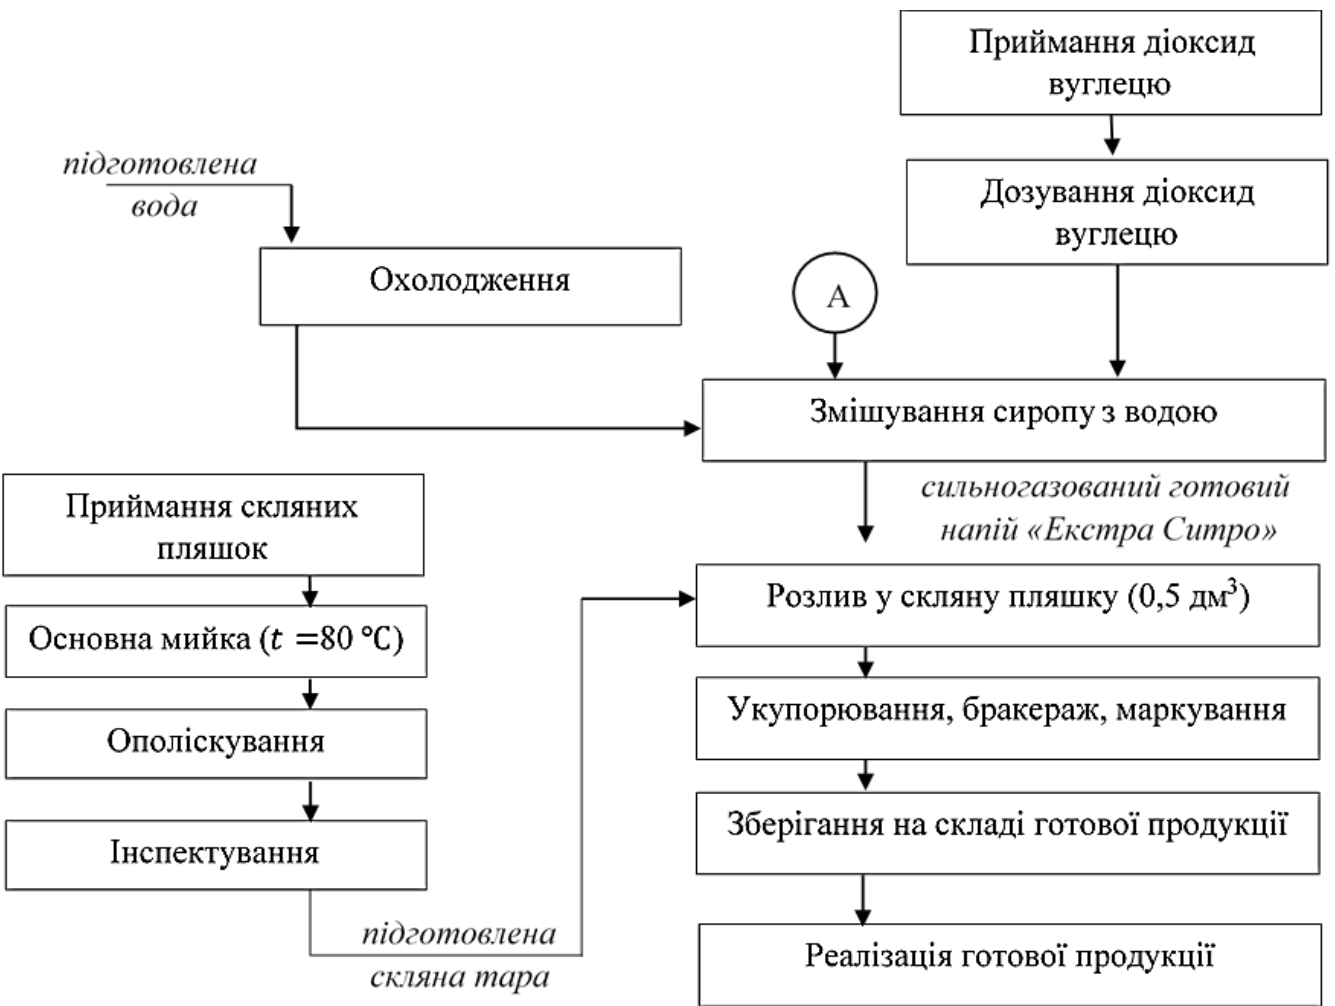 Приймання діоксид
вуглецю
Дозування діоксид
вуглецю
підготовлена
вода
Охолодження
А
Змішування сиропу з водою
сильногазований готовий
напій «Екстра Ситро»
Приймання скляних
пляшок
Основна мийка (t =80 ℃)
Ополіскування
Інспектування
підготовлена
скляна тара
Розлив у скляну пляшку (0,5 дм³)
Укупорювання, бракераж, маркування
Зберігання на складі готової продукції
Реалізація готової продукції